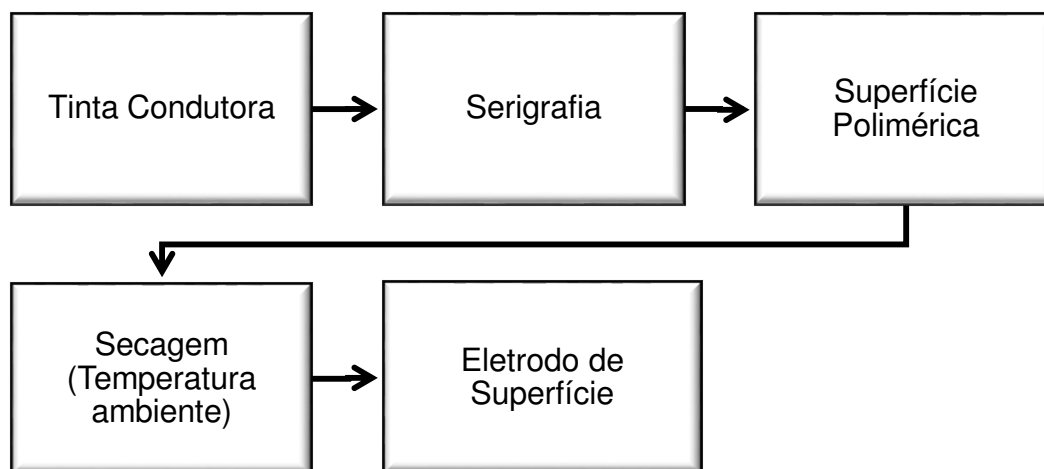 Tinta Condutora
Serigrafia
Superfície
Polimérica
Secagem
(Temperatura
ambiente)
Eletrodo de
Superfície